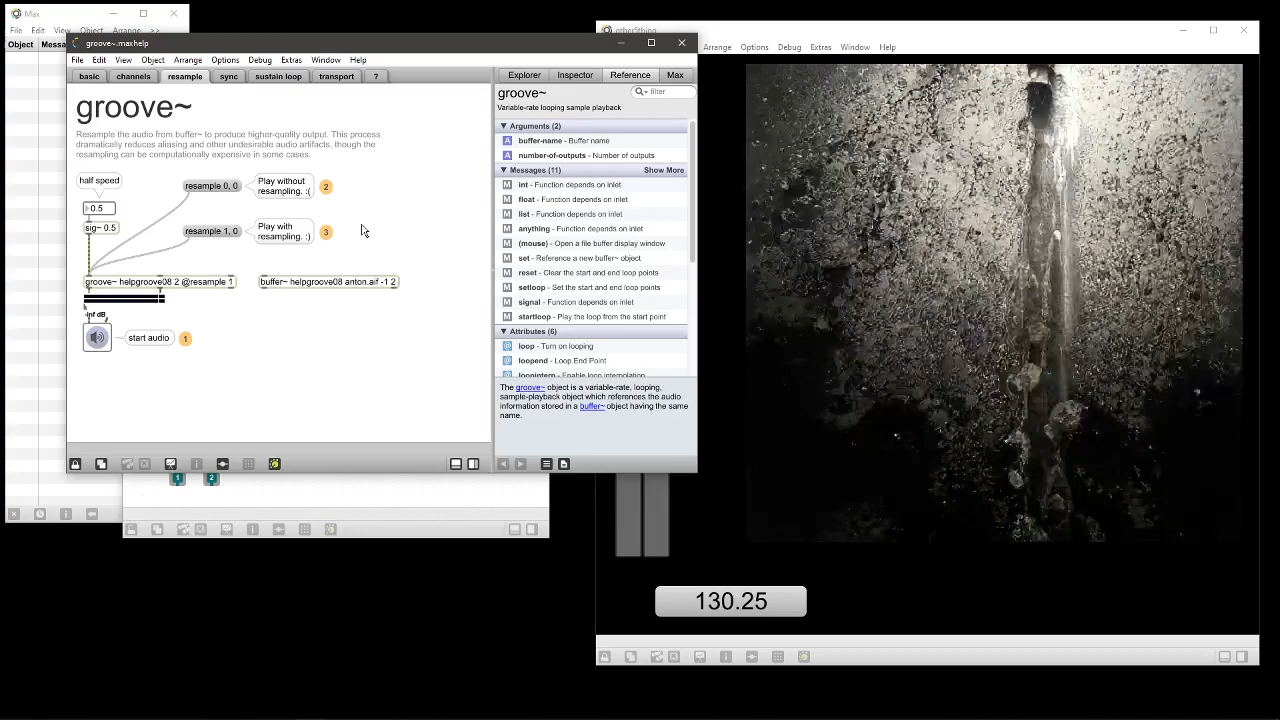 Max
File Edit View Object Arrange >>
Object Messa
groove~.maxhelp
File Edit View Object Arrange Options Debug Extras Window Help
basic channels resample sync sustain loop transport ?
groove~
Resample the audio from buffer~ to produce higher-quality output. This process
dramatically reduces aliasing and other undesirable audio artifacts, though the
resampling can be computationally expensive in some cases.
half speed
resample 0, 0
Play without
resampling. :(
2
0.5
sig~ 0.5
resample 1, 0
Play with
resampling. :)
3
groove~ helpgroove08 2 @resample 1
buffer~ helpgroove08 anton.aif -1 2
-inf dB
start audio
1
Explorer Inspector Reference Max
groove~
filter
Variable-rate looping sample playback
Arguments (2)
A buffer-name - Buffer name
A number-of-outputs - Number of outputs
Messages (11) Show More
M int - Function depends on inlet
M float - Function depends on inlet
M list - Function depends on inlet
M anything - Function depends on inlet
M (mouse) - Open a file buffer display window
M set - Reference a new buffer~ object
M reset - Clear the start and end loop points
M setloop - Set the start and end loop points
M signal - Function depends on inlet
M startloop - Play the loop from the start point
Attributes (6)
@ loop - Turn on looping
@ loopend - Loop End Point
@ loopinterp - Enable loop interpolation
The groove~ object is a variable-rate, looping,
sample-playback object which references the audio
information stored in a buffer~ object having the same
name.
1 2
Arrange Options Debug Extras Window Help
130.25